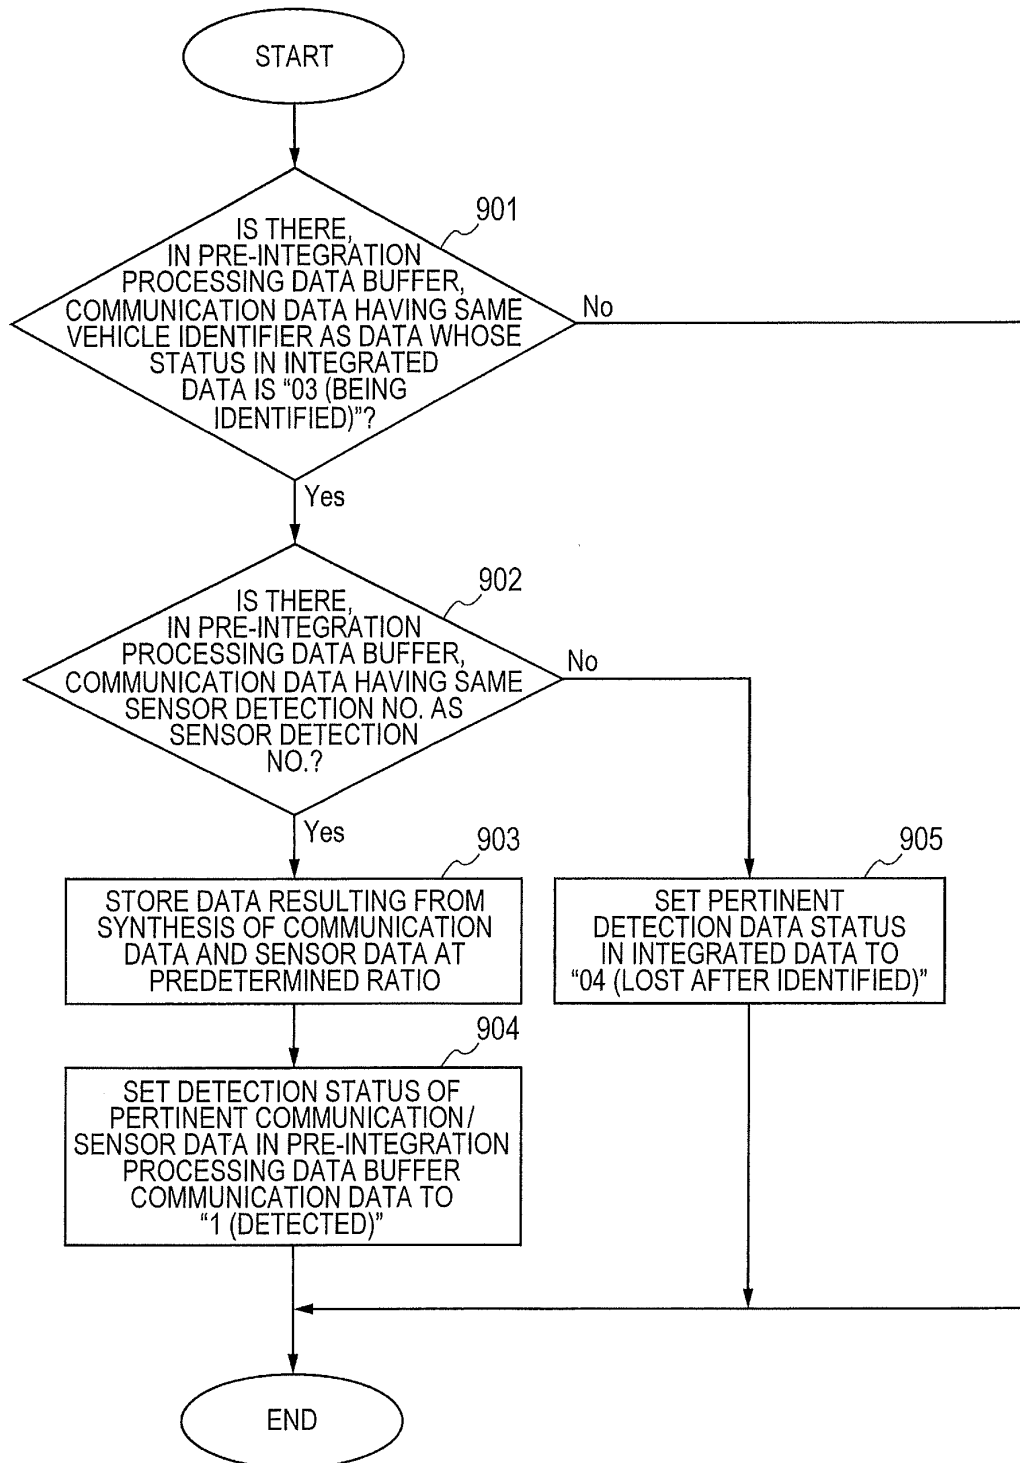 START
901
IS THERE,
IN PRE-INTEGRATION
PROCESSING DATA BUFFER,
COMMUNICATION DATA HAVING SAME
VEHICLE IDENTIFIER AS DATA WHOSE
STATUS IN INTEGRATED
DATA IS “03 (BEING
IDENTIFIED)”?
No
Yes
902
IS THERE,
IN PRE-INTEGRATION
PROCESSING DATA BUFFER,
COMMUNICATION DATA HAVING SAME
SENSOR DETECTION NO. AS
SENSOR DETECTION
NO.?
No
Yes
903
STORE DATA RESULTING FROM
SYNTHESIS OF COMMUNICATION
DATA AND SENSOR DATA AT
PREDETERMINED RATIO
905
SET PERTINENT
DETECTION DATA STATUS
IN INTEGRATED DATA TO
“04 (LOST AFTER IDENTIFIED)”
904
SET DETECTION STATUS OF
PERTINENT COMMUNICATION/
SENSOR DATA IN PRE-INTEGRATION
PROCESSING DATA BUFFER
COMMUNICATION DATA TO
“1 (DETECTED)”
END